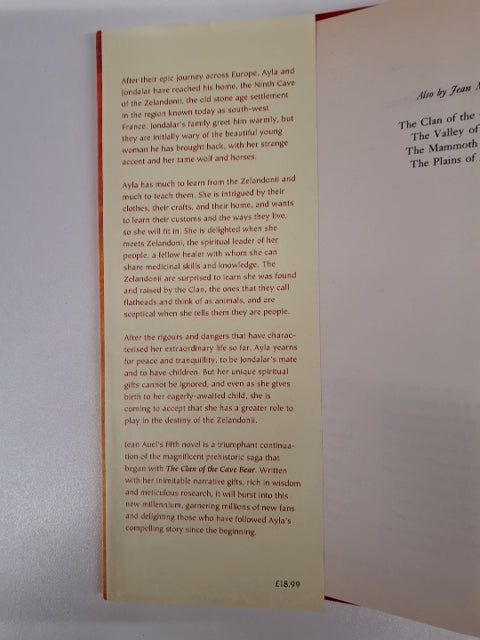 After their epic journey across Europe, Ayla and
Jondalar have reached his home, the Ninth Cave
of the Zelandonii, the old stone age settlement
in the region known today as south-west
France. Jondalar's family greet him warmly, but
they are initially wary of the beautiful young
woman he has brought back, with her strange
accent and her tame wolf and horses.
Ayla has much to learn from the Zelandonii and
much to teach them. She is intrigued by their
clothes, their crafts, and their home, and wants
to learn their customs and the ways they live,
so she will fit in. She is delighted when she
meets Zelandoni, the spiritual leader of her
people, a fellow healer with whom she can
share medicinal skills and knowledge. The
Zelandonii are surprised to learn she was found
and raised by the Clan, the ones that they call
flatheads and think of as animals, and are
sceptical when she tells them they are people.
After the rigours and dangers that have charac-
terised her extraordinary life so far, Ayla yearns
for peace and tranquillity, to be Jondalar's mate
and to have children. But her unique spiritual
gifts cannot be ignored, and even as she gives
birth to her eagerly-awaited child, she is
coming to accept that she has a greater role to
play in the destiny of the Zelandonii.
Jean Auel's fifth novel is a triumphant continua-
tion of the magnificent prehistoric saga that
began with The Clan of the Cave Bear. Written
with her inimitable narrative gifts, rich in wisdom
and meticulous research, it will burst into this
new millennium, garnering millions of new fans
and delighting those who have followed Ayla's
compelling story since the beginning.
£18.99
Also by Jean M
The Clan of the
The Valley of
The Mammoth
The Plains of